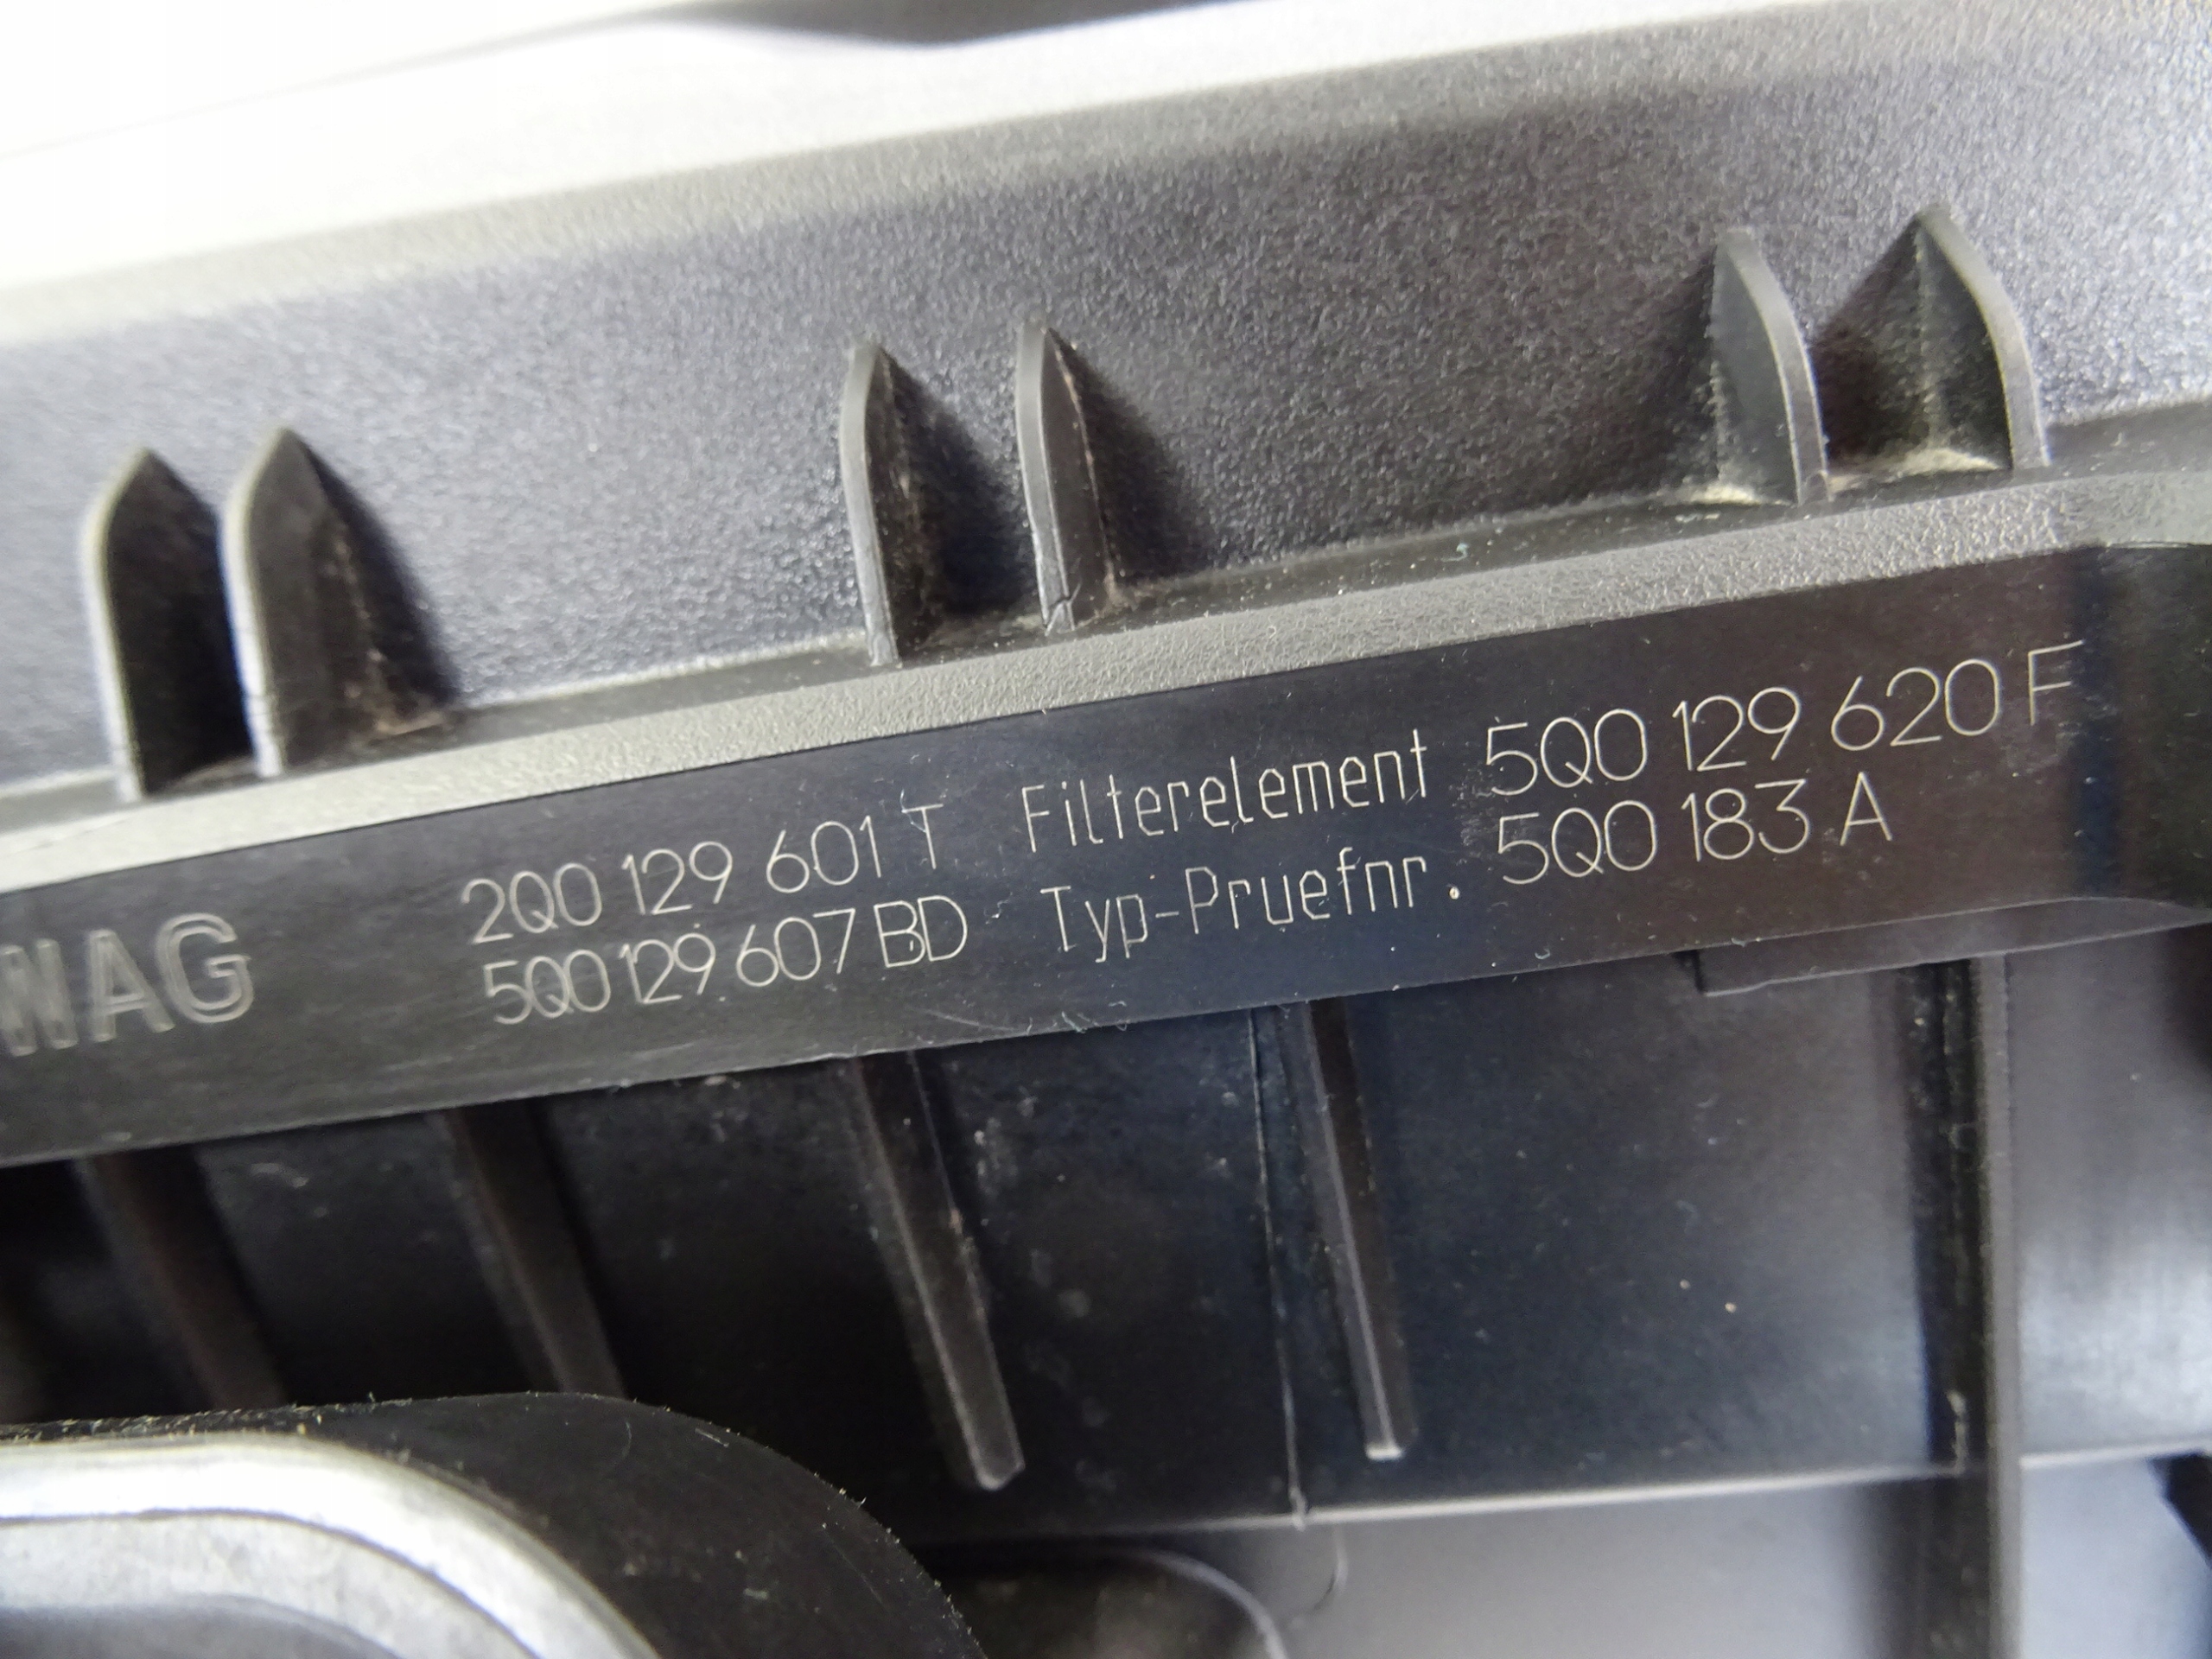 WAG
2Q0 129 601 T Filterelement 5Q0 129 620 F
5Q0 129 607 BD Typ-Pruefnr. 5Q0 183 A